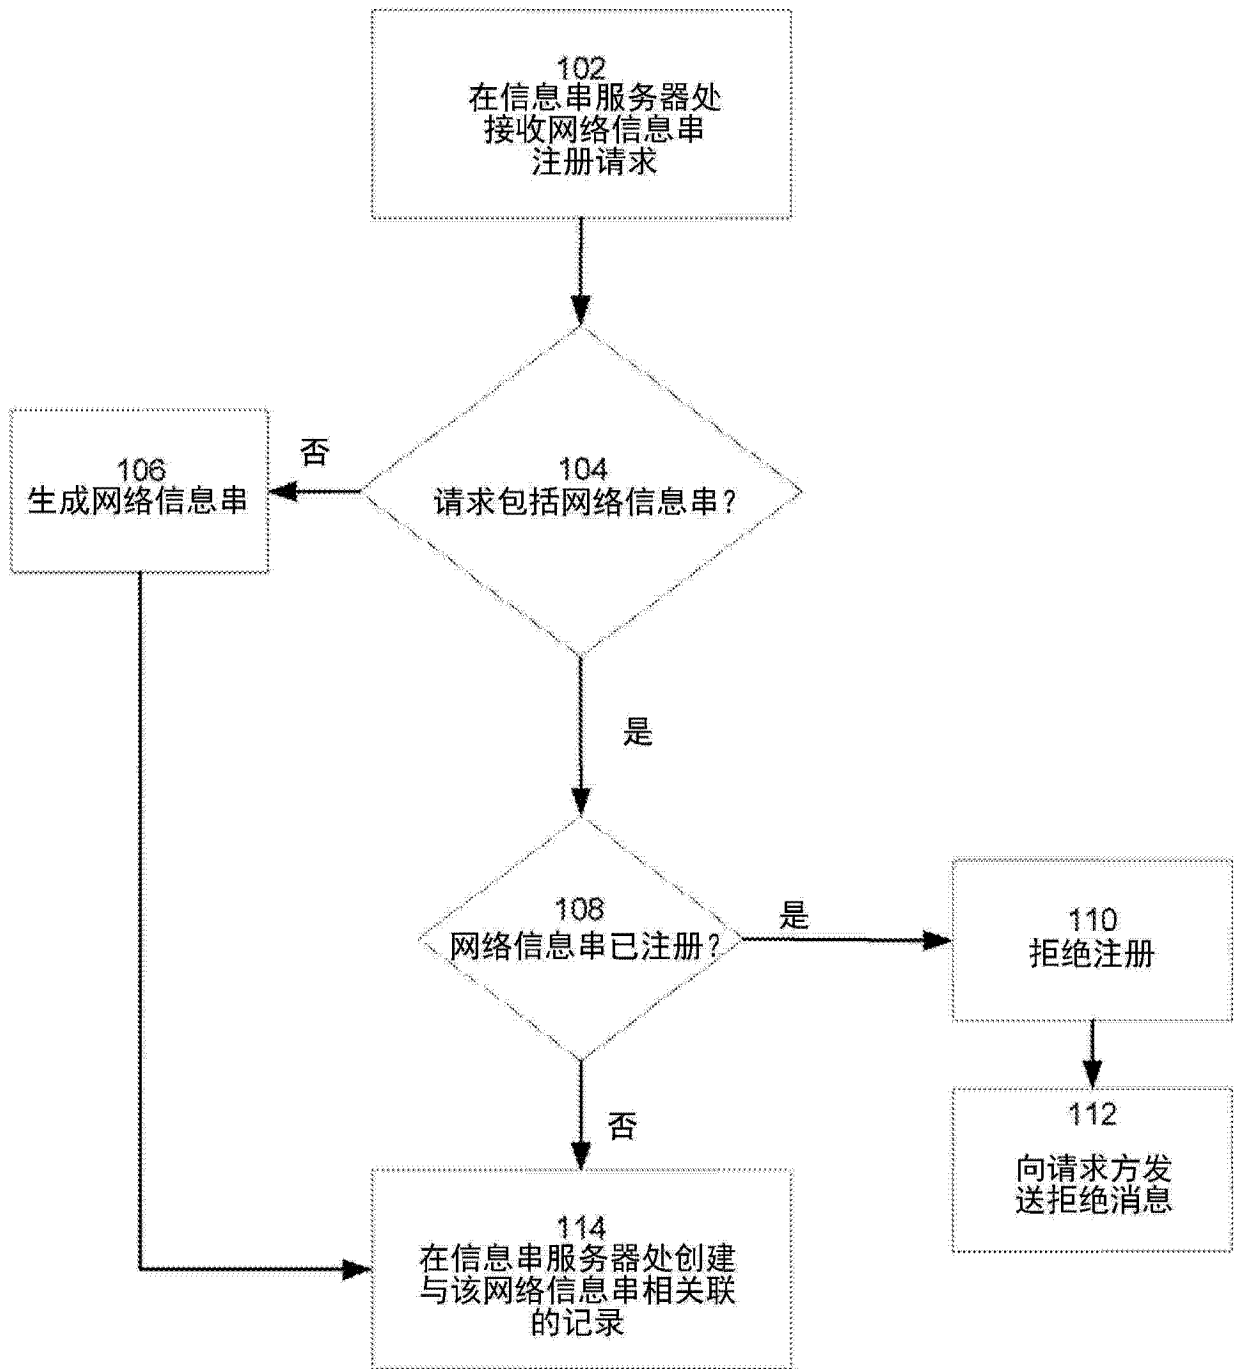 102
在信息串服务器处
接收网络信息串
注册请求
否
106
生成网络信息串
104
请求包括网络信息串？
是
108
网络信息串已注册？
是
110
拒绝注册
否
112
向请求方发
送拒绝消息
114
在信息串服务器处创建
与该网络信息串相关联
的记录